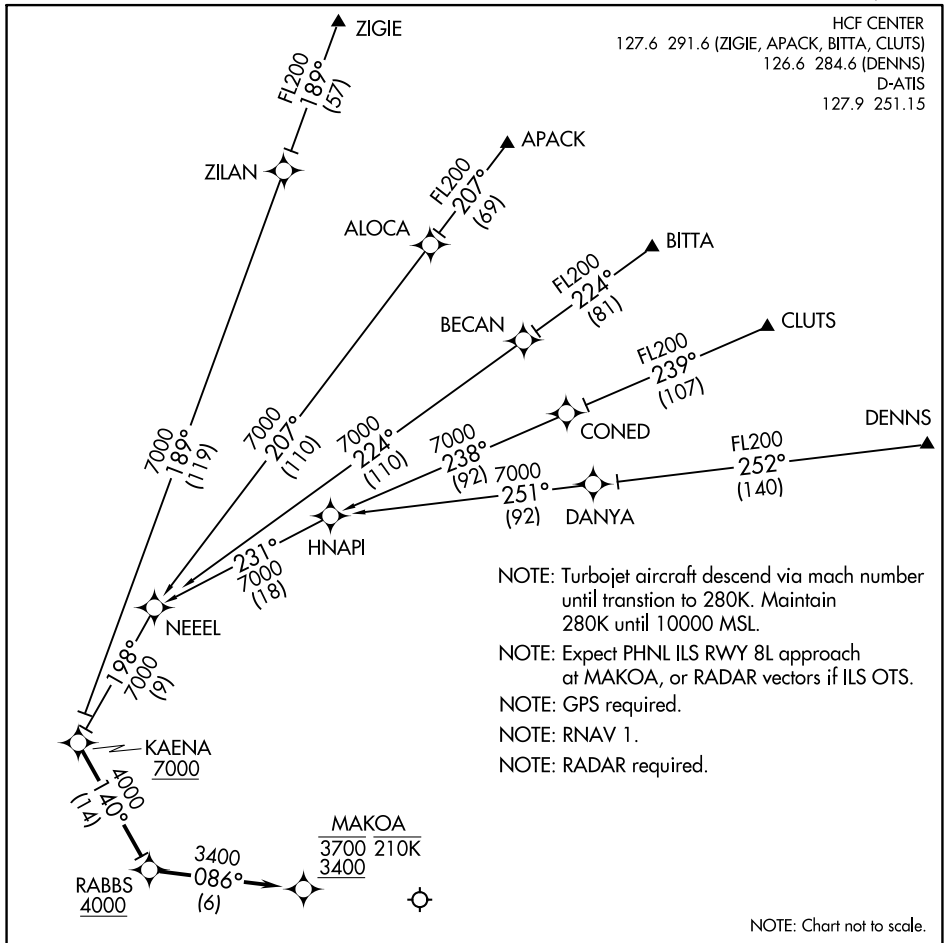 HCF CENTER
127.6 291.6 (ZIGIE, APACK, BITTA, CLUTS)
126.6 284.6 (DENNS)
D-ATIS
127.9 251.15
ZIGIE
FL200
189°
(57)
ZILAN
APACK
FL200
207°
(69)
ALOCA
BITTA
FL200
224°
(81)
BECAN
CLUTS
FL200
239°
(107)
CONED
DENNS
FL200
252°
(140)
DANYA
7000
189°
(119)
7000
207°
(110)
7000
224°
(110)
7000
238°
(92)
7000
251°
(92)
HNAPI
231°
7000
(18)
NEEEL
198°
7000
(9)
KAENA
7000
4000
140°
(14)
RABBS
4000
3400
086°
(6)
MAKOA
3700 210K
3400
NOTE: Turbojet aircraft descend via mach number
until transtion to 280K. Maintain
280K until 10000 MSL.
NOTE: Expect PHNL ILS RWY 8L approach
at MAKOA, or RADAR vectors if ILS OTS.
NOTE: GPS required.
NOTE: RNAV 1.
NOTE: RADAR required.
NOTE: Chart not to scale.